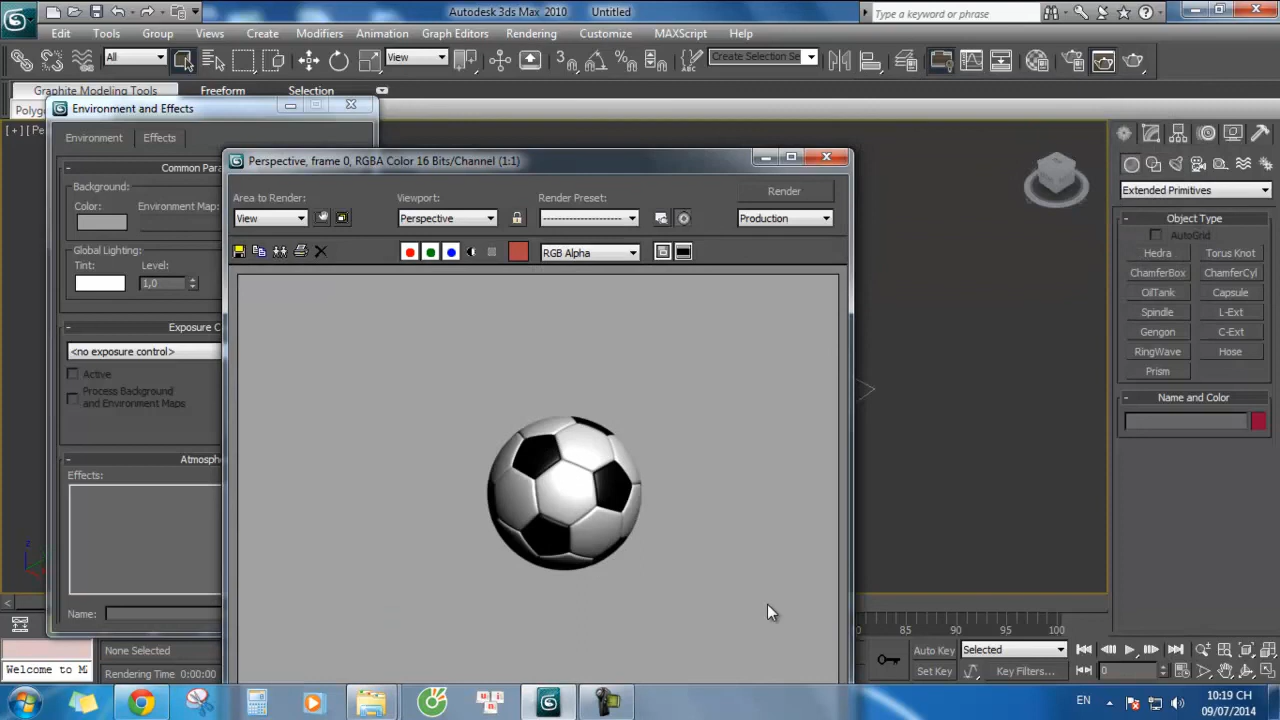 Autodesk 3ds Max 2010 Untitled
Type a keyword or phrase
Edit Tools Group Views Create Modifiers Animation Graph Editors Rendering Customize MAXScript Help
All View Create Selection Se
Graphite Modeling Tools Freeform Selection
Polyg
[ + ] [ Pe
Environment and Effects
Environment Effects
Common Para
Background:
Color: Environment Map:
Global Lighting:
Tint: Level:
1,0
Exposure C
<no exposure control>
Active
Process Background
and Environment Maps
Atmosph
Effects:
Name:
Perspective, frame 0, RGBA Color 16 Bits/Channel (1:1)
Area to Render: Viewport: Render Preset: Render
View Perspective -------------------- Production
RGB Alpha
Extended Primitives
Object Type
AutoGrid
Hedra Torus Knot
ChamferBox ChamferCyl
OilTank Capsule
Spindle L-Ext
Gengon C-Ext
RingWave Hose
Prism
Name and Color
z
85 90 95 100
None Selected Auto Key Selected
Welcome to M Rendering Time 0:00:00 Set Key Key Filters... 0
EN 10:19 CH
09/07/2014